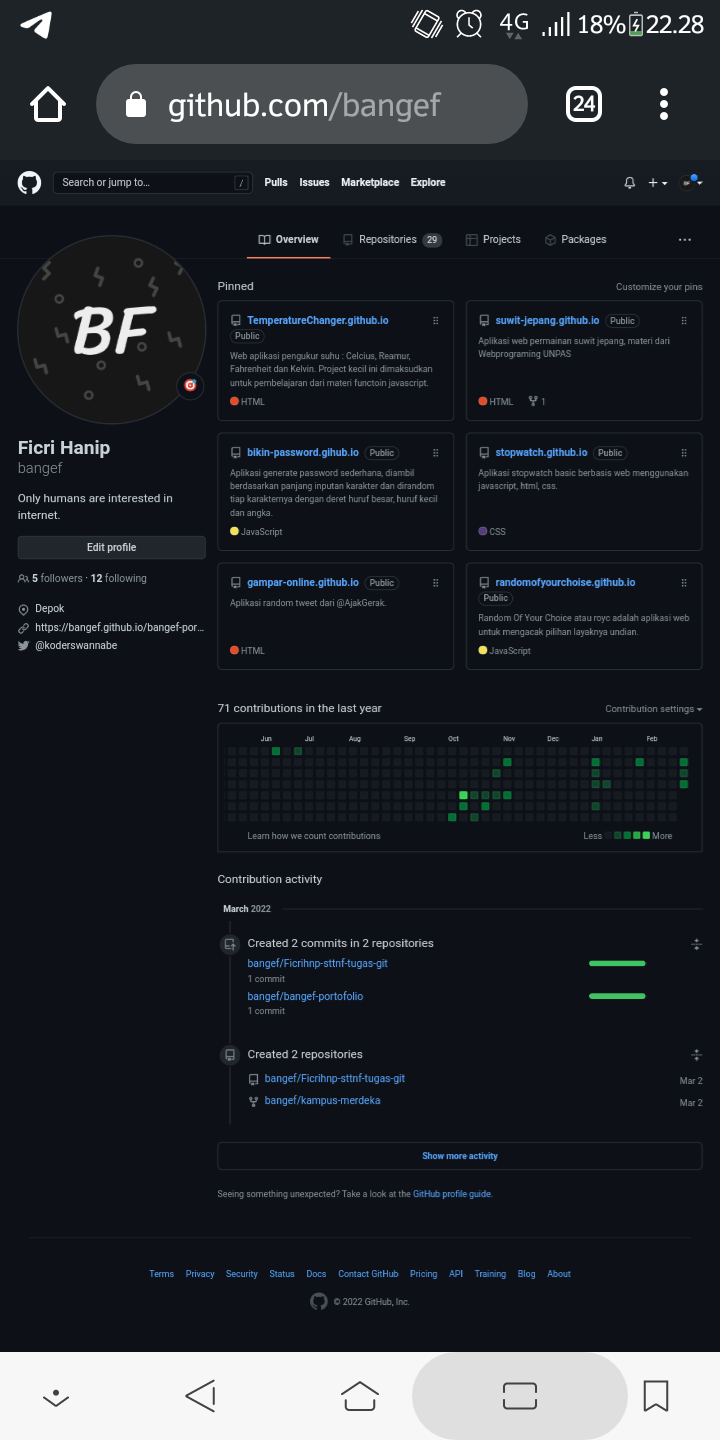 4G 18% 22.28
github.com/bangef
24
Search or jump to...
/
Pulls Issues Marketplace Explore
BF
Overview
Repositories 29
Projects
Packages
BF
Ficri Hanip
bangef
Only humans are interested in
internet.
Edit profile
5 followers · 12 following
Depok
https://bangef.github.io/bangef-por...
@koderswannabe
Pinned
Customize your pins
TemperatureChanger.github.io
Public
Web aplikasi pengukur suhu : Celcius, Reamur,
Fahrenheit dan Kelvin. Project kecil ini dimaksudkan
untuk pembelajaran dari materi functoin javascript.
HTML
suwit-jepang.github.io Public
Aplikasi web permainan suwit jepang, materi dari
Webprograming UNPAS
HTML 1
bikin-password.gihub.io Public
Aplikasi generate password sederhana, diambil
berdasarkan panjang inputan karakter dan dirandom
tiap karakternya dengan deret huruf besar, huruf kecil
dan angka.
JavaScript
stopwatch.github.io Public
Aplikasi stopwatch basic berbasis web menggunakan
javascript, html, css.
CSS
gampar-online.github.io Public
Aplikasi random tweet dari @AjakGerak.
HTML
randomofyourchoise.github.io
Public
Random Of Your Choice atau royc adalah aplikasi web
untuk mengacak pilihan layaknya undian.
JavaScript
71 contributions in the last year
Contribution settings
Jun Jul Aug Sep Oct Nov Dec Jan Feb
Learn how we count contributions
Less More
Contribution activity
March 2022
Created 2 commits in 2 repositories
bangef/Ficrihnp-sttnf-tugas-git
1 commit
bangef/bangef-portofolio
1 commit
Created 2 repositories
bangef/Ficrihnp-sttnf-tugas-git Mar 2
bangef/kampus-merdeka Mar 2
Show more activity
Seeing something unexpected? Take a look at the GitHub profile guide.
Terms Privacy Security Status Docs Contact GitHub Pricing API Training Blog About
© 2022 GitHub, Inc.